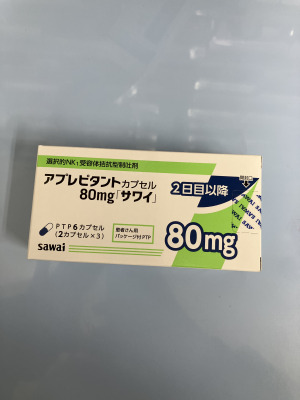 選択的NK1受容体拮抗型制吐剤
アプレピタントカプセル
80mg「サワイ」
2日目以降
PTP6カプセル
(2カプセル×3)
患者さん用
パッケージ付PTP
80mg
sawai